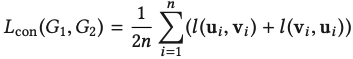 L_con(G_1, G_2) = \frac{1}{2n} \sum_{i=1}^{n} (l(\mathbf{u}_i, \mathbf{v}_i) + l(\mathbf{v}_i, \mathbf{u}_i))